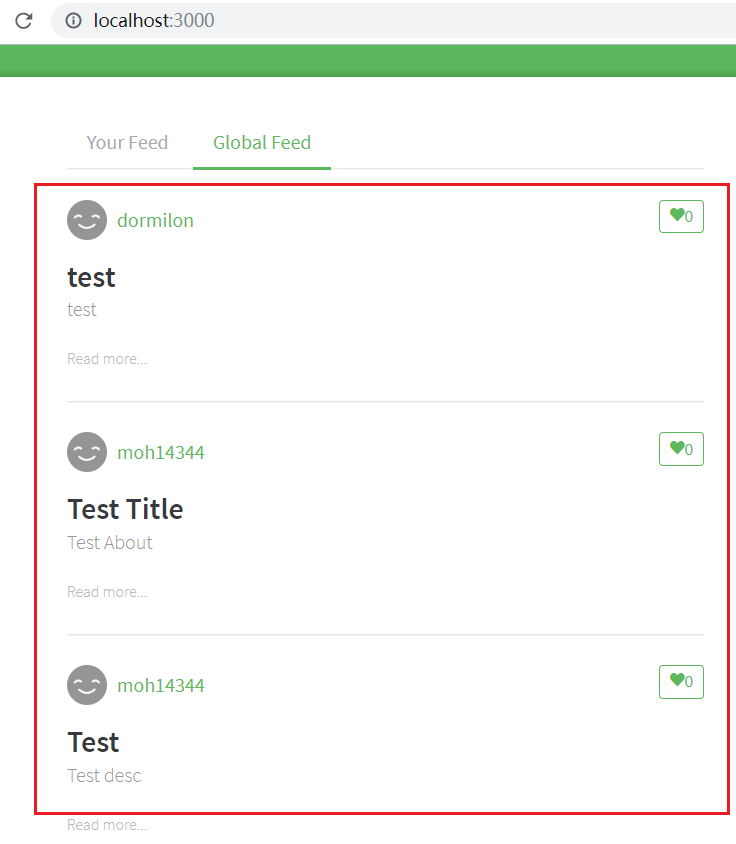 localhost:3000
Your Feed Global Feed
dormilon 0
test
test
Read more...
moh14344 0
Test Title
Test About
Read more...
moh14344 0
Test
Test desc
Read more...